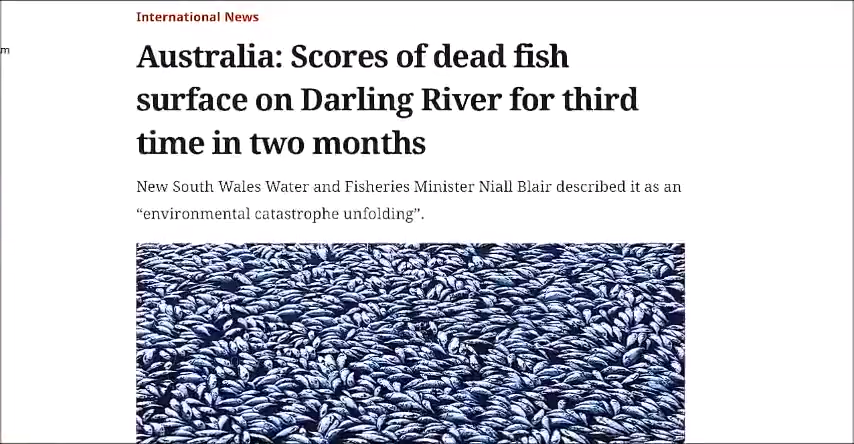 International News
m
Australia: Scores of dead fish
surface on Darling River for third
time in two months
New South Wales Water and Fisheries Minister Niall Blair described it as an
“environmental catastrophe unfolding”.